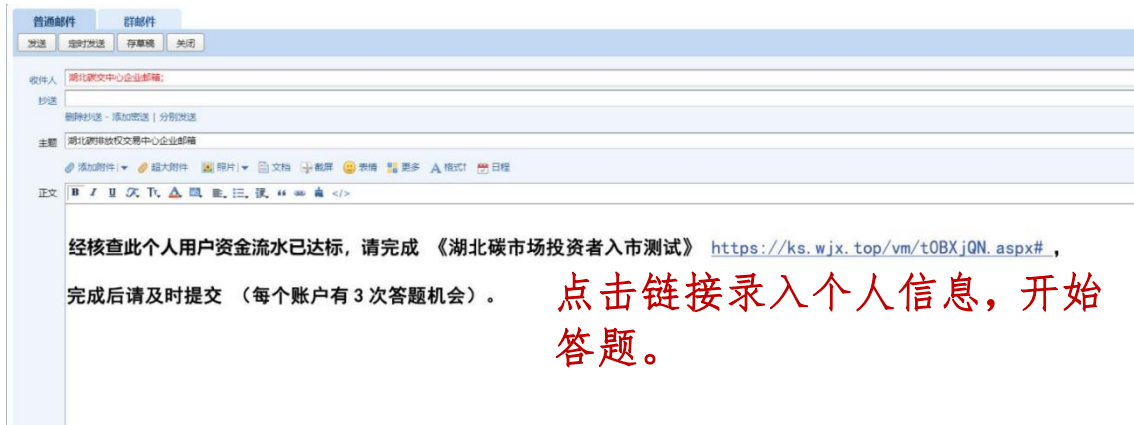 普通邮件 群邮件
发送 定时发送 存草稿 关闭
收件人 湖北碳交中心企业邮箱;
抄送
删除抄送 - 添加密送 | 分别发送
主题 湖北碳排放权交易中心企业邮箱
添加附件 | 超大附件 照片 | 文档 截屏 表情 更多 格式↑ 日程
正文 B I U
经核查此个人用户资金流水已达标，请完成 《湖北碳市场投资者入市测试》 https://ks.wjx.top/vm/tOBXjQN.aspx# ，
完成后请及时提交 （每个账户有3次答题机会）。
点击链接录入个人信息，开始
答题。